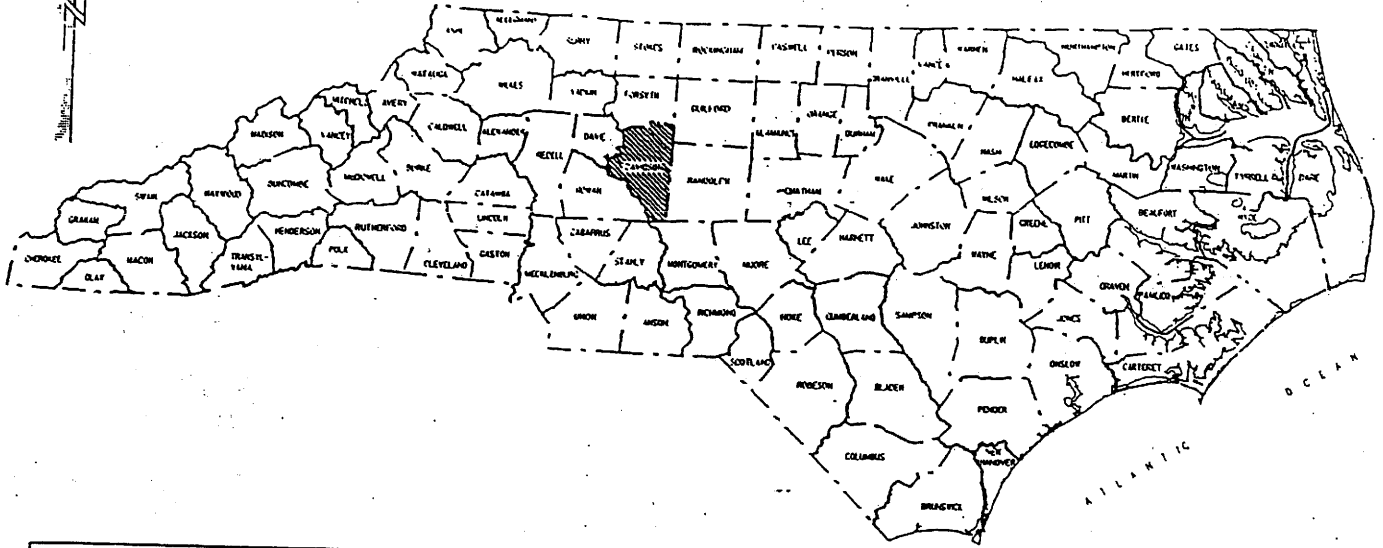 SURRY
STOKES
ROCKINGHAM
CASWELL
PERSON
WARREN
NORTHAMPTON
GATES
WATAUGA
WILKES
YADKIN
FORSYTH
GUILFORD
ORANGE
DURHAM
HALIFAX
HERTFORD
MITCHELL
AVERY
MADISON
YANCEY
CALDWELL
ALEXANDER
DAVIE
ALAMANCE
FRANKLIN
NASH
EDGECOMBE
BERTIE
IREDELL
DAVIDSON
RANDOLPH
WAKE
MARTIN
WASHINGTON
TYRRELL
DARE
SWAIN
HAYWOOD
BUNCOMBE
McDOWELL
BURKE
CATAWBA
ROWAN
CHATHAM
WILSON
PITT
BEAUFORT
HYDE
GRAHAM
JACKSON
HENDERSON
RUTHERFORD
LINCOLN
CABARRUS
LEE
HARNETT
JOHNSTON
GREENE
CHEROKEE
MACON
TRANSYL-
VANIA
POLK
CLEVELAND
GASTON
MECKLENBURG
STANLY
MONTGOMERY
MOORE
WAYNE
LENOIR
CRAVEN
PAMLICO
CLAY
UNION
ANSON
RICHMOND
HOKE
CUMBERLAND
SAMPSON
JONES
DUPLIN
SCOTLAND
ONSLOW
CARTERET
ROBESON
BLADEN
PENDER
COLUMBUS
NEW
HANOVER
BRUNSWICK
ATLANTIC OCEAN